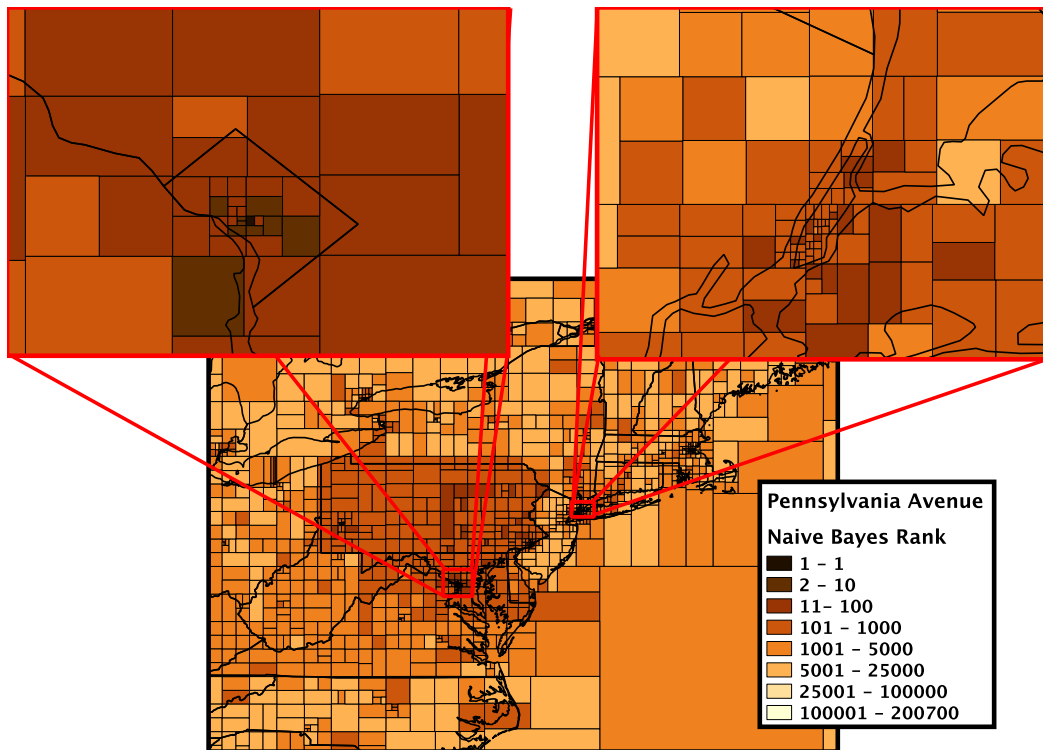 Pennsylvania Avenue
Naive Bayes Rank
1 – 1
2 – 10
11– 100
101 – 1000
1001 – 5000
5001 – 25000
25001 – 100000
100001 – 200700